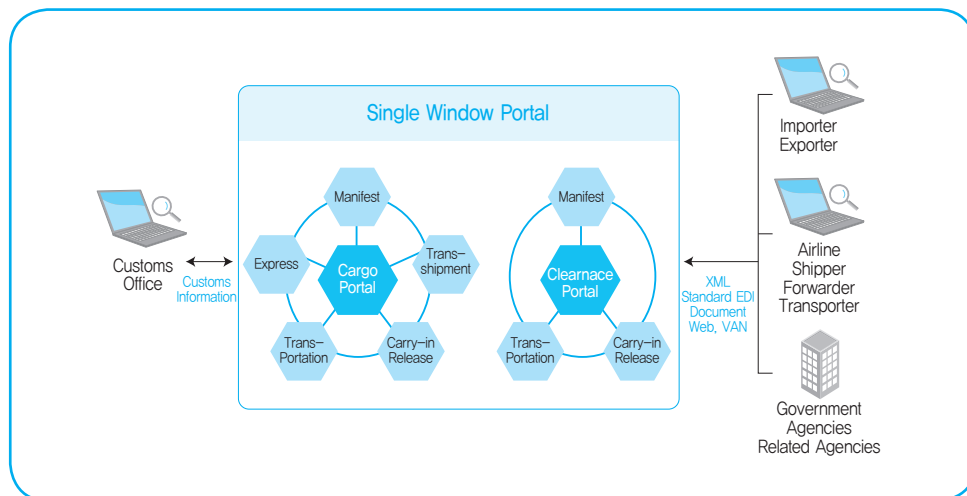 Single Window Portal
Customs
Office
Customs
Information
Manifest
Express
Trans-
shipment
Cargo
Portal
Trans-
Portation
Carry-in
Release
Manifest
Clearnace
Portal
Trans-
Portation
Carry-in
Release
XML
Standard EDI
Document
Web, VAN
Importer
Exporter
Airline
Shipper
Forwarder
Transporter
Government
Agencies
Related Agencies